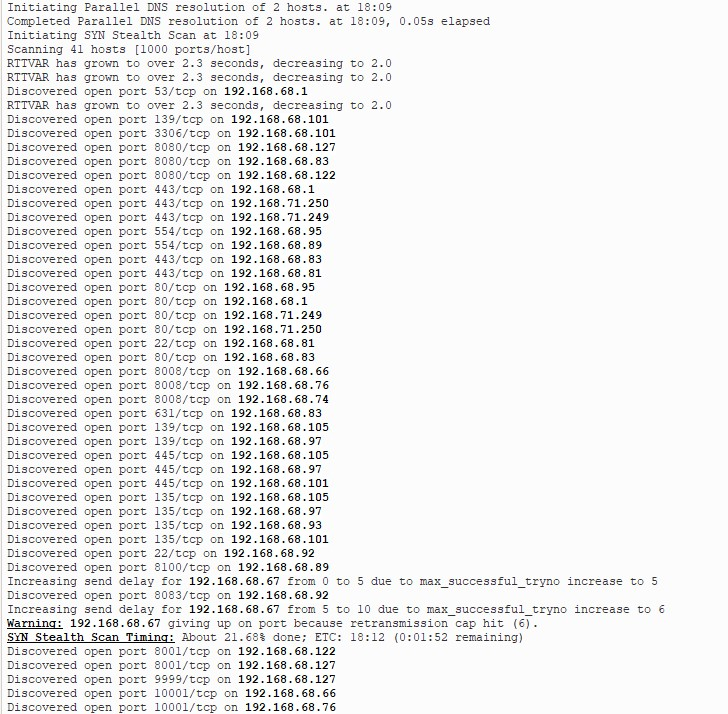 Initiating Parallel DNS resolution of 2 hosts. at 18:09
Completed Parallel DNS resolution of 2 hosts. at 18:09, 0.05s elapsed
Initiating SYN Stealth Scan at 18:09
Scanning 41 hosts [1000 ports/host]
RTTVAR has grown to over 2.3 seconds, decreasing to 2.0
RTTVAR has grown to over 2.3 seconds, decreasing to 2.0
Discovered open port 53/tcp on 192.168.68.1
RTTVAR has grown to over 2.3 seconds, decreasing to 2.0
Discovered open port 139/tcp on 192.168.68.101
Discovered open port 3306/tcp on 192.168.68.101
Discovered open port 8080/tcp on 192.168.68.127
Discovered open port 8080/tcp on 192.168.68.83
Discovered open port 8080/tcp on 192.168.68.122
Discovered open port 443/tcp on 192.168.68.1
Discovered open port 443/tcp on 192.168.71.250
Discovered open port 443/tcp on 192.168.71.249
Discovered open port 554/tcp on 192.168.68.95
Discovered open port 554/tcp on 192.168.68.89
Discovered open port 443/tcp on 192.168.68.83
Discovered open port 443/tcp on 192.168.68.81
Discovered open port 80/tcp on 192.168.68.95
Discovered open port 80/tcp on 192.168.68.1
Discovered open port 80/tcp on 192.168.71.249
Discovered open port 80/tcp on 192.168.71.250
Discovered open port 22/tcp on 192.168.68.81
Discovered open port 80/tcp on 192.168.68.83
Discovered open port 8008/tcp on 192.168.68.66
Discovered open port 8008/tcp on 192.168.68.76
Discovered open port 8008/tcp on 192.168.68.74
Discovered open port 631/tcp on 192.168.68.83
Discovered open port 139/tcp on 192.168.68.105
Discovered open port 139/tcp on 192.168.68.97
Discovered open port 445/tcp on 192.168.68.105
Discovered open port 445/tcp on 192.168.68.97
Discovered open port 445/tcp on 192.168.68.101
Discovered open port 135/tcp on 192.168.68.105
Discovered open port 135/tcp on 192.168.68.97
Discovered open port 135/tcp on 192.168.68.93
Discovered open port 135/tcp on 192.168.68.101
Discovered open port 22/tcp on 192.168.68.92
Discovered open port 8100/tcp on 192.168.68.89
Increasing send delay for 192.168.68.67 from 0 to 5 due to max_successful_tryno increase to 5
Discovered open port 8083/tcp on 192.168.68.92
Increasing send delay for 192.168.68.67 from 5 to 10 due to max_successful_tryno increase to 6
Warning: 192.168.68.67 giving up on port because retransmission cap hit (6).
SYN Stealth Scan Timing: About 21.68% done; ETC: 18:12 (0:01:52 remaining)
Discovered open port 8001/tcp on 192.168.68.122
Discovered open port 8001/tcp on 192.168.68.127
Discovered open port 9999/tcp on 192.168.68.127
Discovered open port 10001/tcp on 192.168.68.66
Discovered open port 10001/tcp on 192.168.68.76